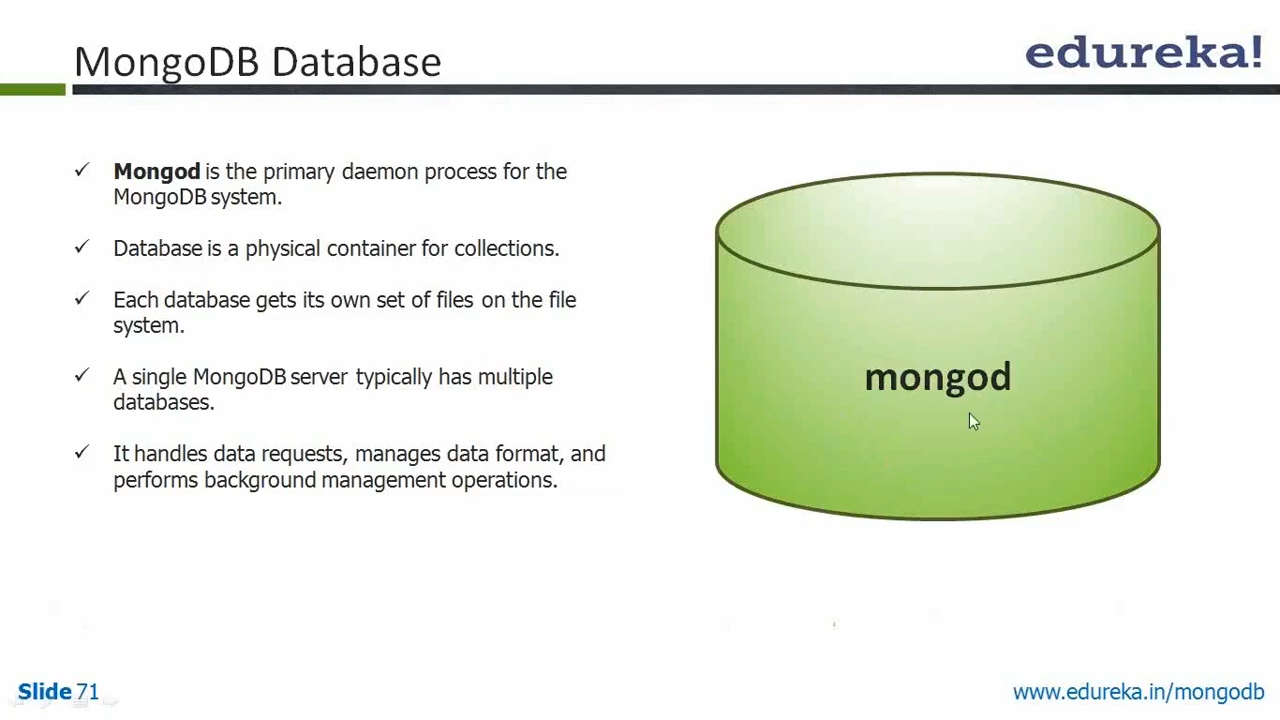 MongoDB Database
edureka!
✓ Mongod is the primary daemon process for the
MongoDB system.
✓ Database is a physical container for collections.
✓ Each database gets its own set of files on the file
system.
✓ A single MongoDB server typically has multiple
databases.
✓ It handles data requests, manages data format, and
performs background management operations.
mongod
Slide 71
www.edureka.in/mongodb